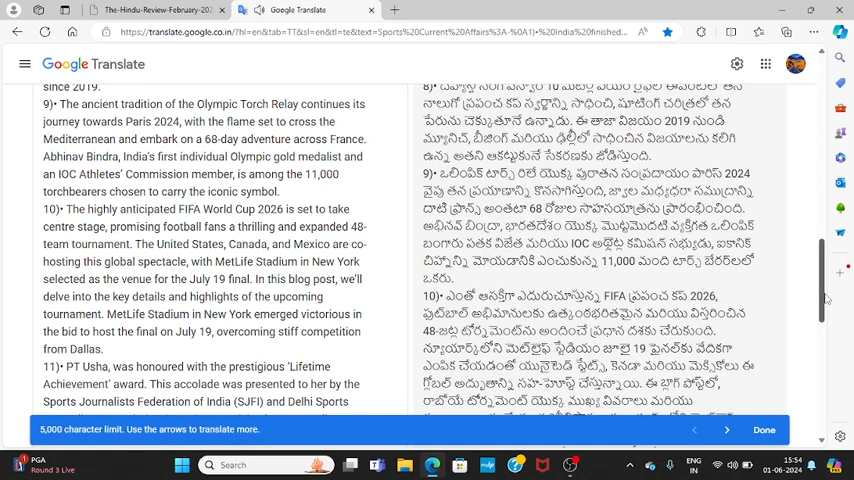 The-Hindu-Review-February-202
Google Translate
https://translate.google.co.in/?hl=en&tab=TT&sl=en&tl=te&text=Sports%20Current%20Affairs%3A-%0A1)•%20India%20finished...
Google Translate
since 2019.
9)• The ancient tradition of the Olympic Torch Relay continues its
journey towards Paris 2024, with the flame set to cross the
Mediterranean and embark on a 68-day adventure across France.
Abhinav Bindra, India's first individual Olympic gold medalist and
an IOC Athletes' Commission member, is among the 11,000
torchbearers chosen to carry the iconic symbol.
10)• The highly anticipated FIFA World Cup 2026 is set to take
centre stage, promising football fans a thrilling and expanded 48-
team tournament. The United States, Canada, and Mexico are co-
hosting this global spectacle, with MetLife Stadium in New York
selected as the venue for the July 19 final. In this blog post, we'll
delve into the key details and highlights of the upcoming
tournament. MetLife Stadium in New York emerged victorious in
the bid to host the final on July 19, overcoming stiff competition
from Dallas.
11)• PT Usha, was honoured with the prestigious 'Lifetime
Achievement' award. This accolade was presented to her by the
Sports Journalists Federation of India (SJFI) and Delhi Sports
8)• దివ్యాన్ష్ సింగ్ పన్వార్ 10 మీటర్ల ఎయిర్ రైఫిల్ ఈవెంట్‌లో తన
నాలుగో ప్రపంచ కప్ స్వర్ణాన్ని సాధించి, షూటింగ్ చరిత్రలో తన
పేరును చెక్కుతూనే ఉన్నాడు. ఈ తాజా విజయం 2019 నుండి
మ్యూనిచ్, బీజింగ్ మరియు ఢిల్లీలో సాధించిన విజయాలను కలిగి
ఉన్న అతని ఆకట్టుకునే సేకరణకు జోడిస్తుంది.
9)• ఒలింపిక్ టార్చ్ రిలే యొక్క పురాతన సంప్రదాయం పారిస్ 2024
వైపు తన ప్రయాణాన్ని కొనసాగిస్తుంది, జ్వాల మధ్యధరా సముద్రాన్ని
దాటి ఫ్రాన్స్ అంతటా 68 రోజుల సాహసయాత్రను ప్రారంభించింది.
అభినవ్ బింద్రా, భారతదేశం యొక్క మొట్టమొదటి వ్యక్తిగత ఒలింపిక్
బంగారు పతక విజేత మరియు IOC అథ్లెట్ల కమిషన్ సభ్యుడు, ఐకానిక్
చిహ్నాన్ని మోయడానికి ఎంచుకున్న 11,000 మంది టార్చ్ బేరర్‌లలో
ఒకరు.
10)• ఎంతో ఆసక్తిగా ఎదురుచూస్తున్న FIFA ప్రపంచ కప్ 2026,
ఫుట్‌బాల్ అభిమానులకు ఉత్కంఠభరితమైన మరియు విస్తరించిన
48-జట్ల టోర్నమెంట్‌ను అందించే ప్రధాన దశకు చేరుకుంది.
న్యూయార్క్‌లోని మెట్‌లైఫ్ స్టేడియం జూలై 19 ఫైనల్‌కు వేదికగా
ఎంపిక చేయడంతో యునైటెడ్ స్టేట్స్, కెనడా మరియు మెక్సికోలు ఈ
గ్లోబల్ అద్భుతాన్ని సహ-హోస్ట్ చేస్తున్నాయి. ఈ బ్లాగ్ పోస్ట్‌లో,
రాబోయే టోర్నమెంట్ యొక్క ముఖ్య వివరాలు మరియు
5,000 character limit. Use the arrows to translate more.
Done
PGA
Round 3 Live
Search
ENG
IN
15:54
01-06-2024